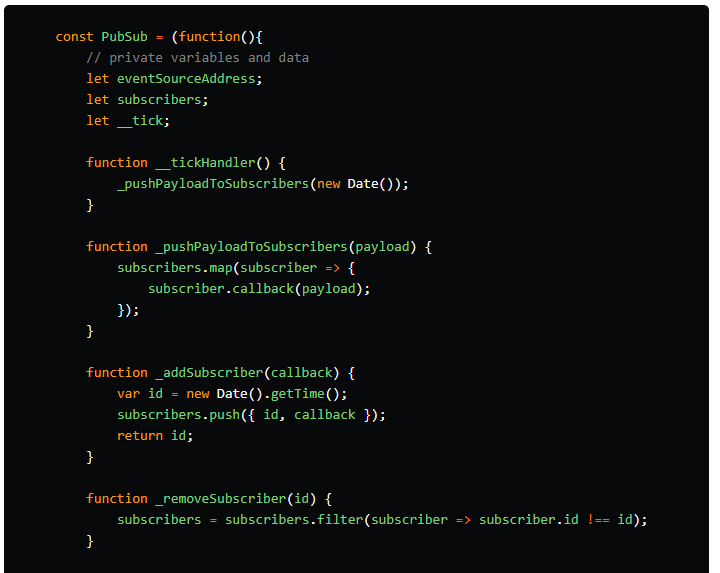 const PubSub = (function(){
// private variables and data
let eventSourceAddress;
let subscribers;
let __tick;
function __tickHandler() {
_pushPayloadToSubscribers(new Date());
}
function _pushPayloadToSubscribers(payload) {
subscribers.map(subscriber => {
subscriber.callback(payload);
});
}
function _addSubscriber(callback) {
var id = new Date().getTime();
subscribers.push({ id, callback });
return id;
}
function _removeSubscriber(id) {
subscribers = subscribers.filter(subscriber => subscriber.id !== id);
}